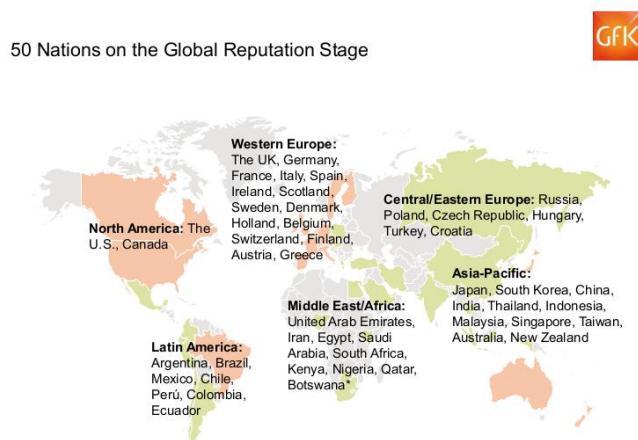 50 Nations on the Global Reputation Stage
GfK
Western Europe:
The UK, Germany,
France, Italy, Spain,
Ireland, Scotland,
Sweden, Denmark,
Holland, Belgium,
Switzerland, Finland,
Austria, Greece
Central/Eastern Europe: Russia,
Poland, Czech Republic, Hungary,
Turkey, Croatia
North America: The
U.S., Canada
Asia-Pacific:
Japan, South Korea, China,
India, Thailand, Indonesia,
Malaysia, Singapore, Taiwan,
Australia, New Zealand
Middle East/Africa:
United Arab Emirates,
Iran, Egypt, Saudi
Arabia, South Africa,
Kenya, Nigeria, Qatar,
Botswana*
Latin America:
Argentina, Brazil,
Mexico, Chile,
Perú, Colombia,
Ecuador